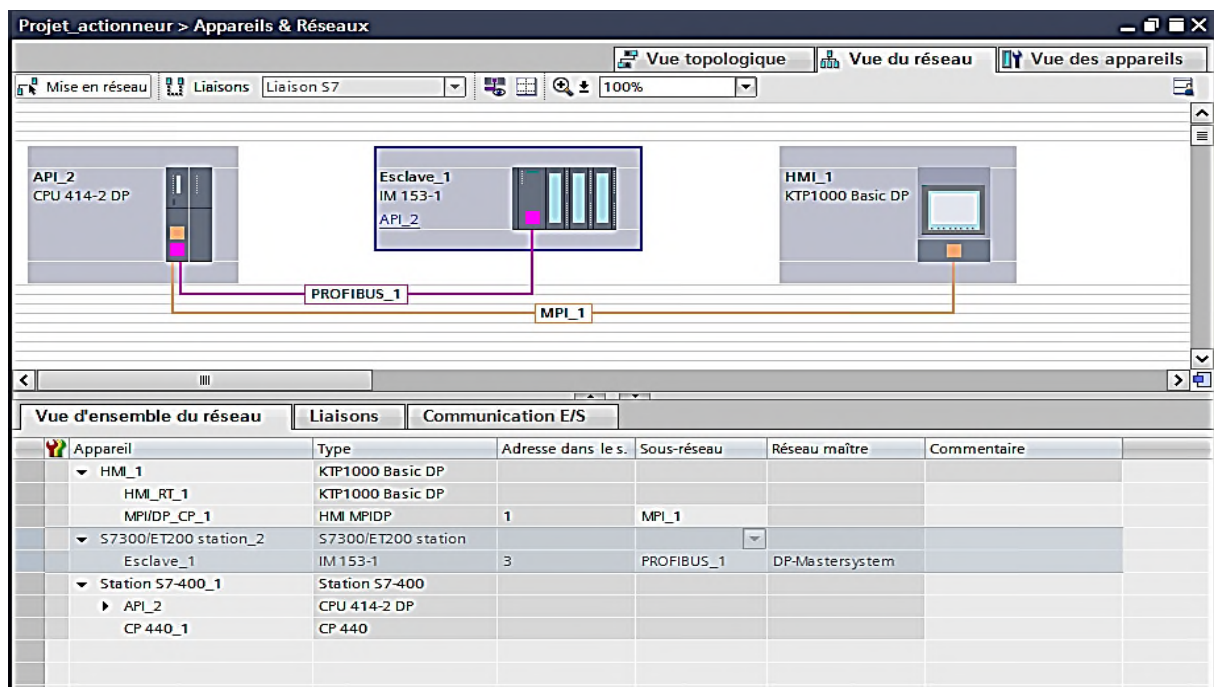 Projet_actionneur > Appareils & Réseaux
Vue topologique Vue du réseau Vue des appareils
Mise en réseau Liaisons Liaison S7 100%
API_2
CPU 414-2 DP
Esclave_1
IM 153-1
API_2
HMI_1
KTP1000 Basic DP
PROFIBUS_1
MPI_1
Vue d'ensemble du réseau Liaisons Communication E/S
Appareil Type Adresse dans le s. Sous-réseau Réseau maître Commentaire
HMI_1 KTP1000 Basic DP
HMI_RT_1 KTP1000 Basic DP
MPI/DP_CP_1 HMI MPIDP 1 MPI_1
S7300/ET200 station_2 S7300/ET200 station
Esclave_1 IM 153-1 3 PROFIBUS_1 DP-Mastersystem
Station S7-400_1 Station S7-400
API_2 CPU 414-2 DP
CP 440_1 CP 440